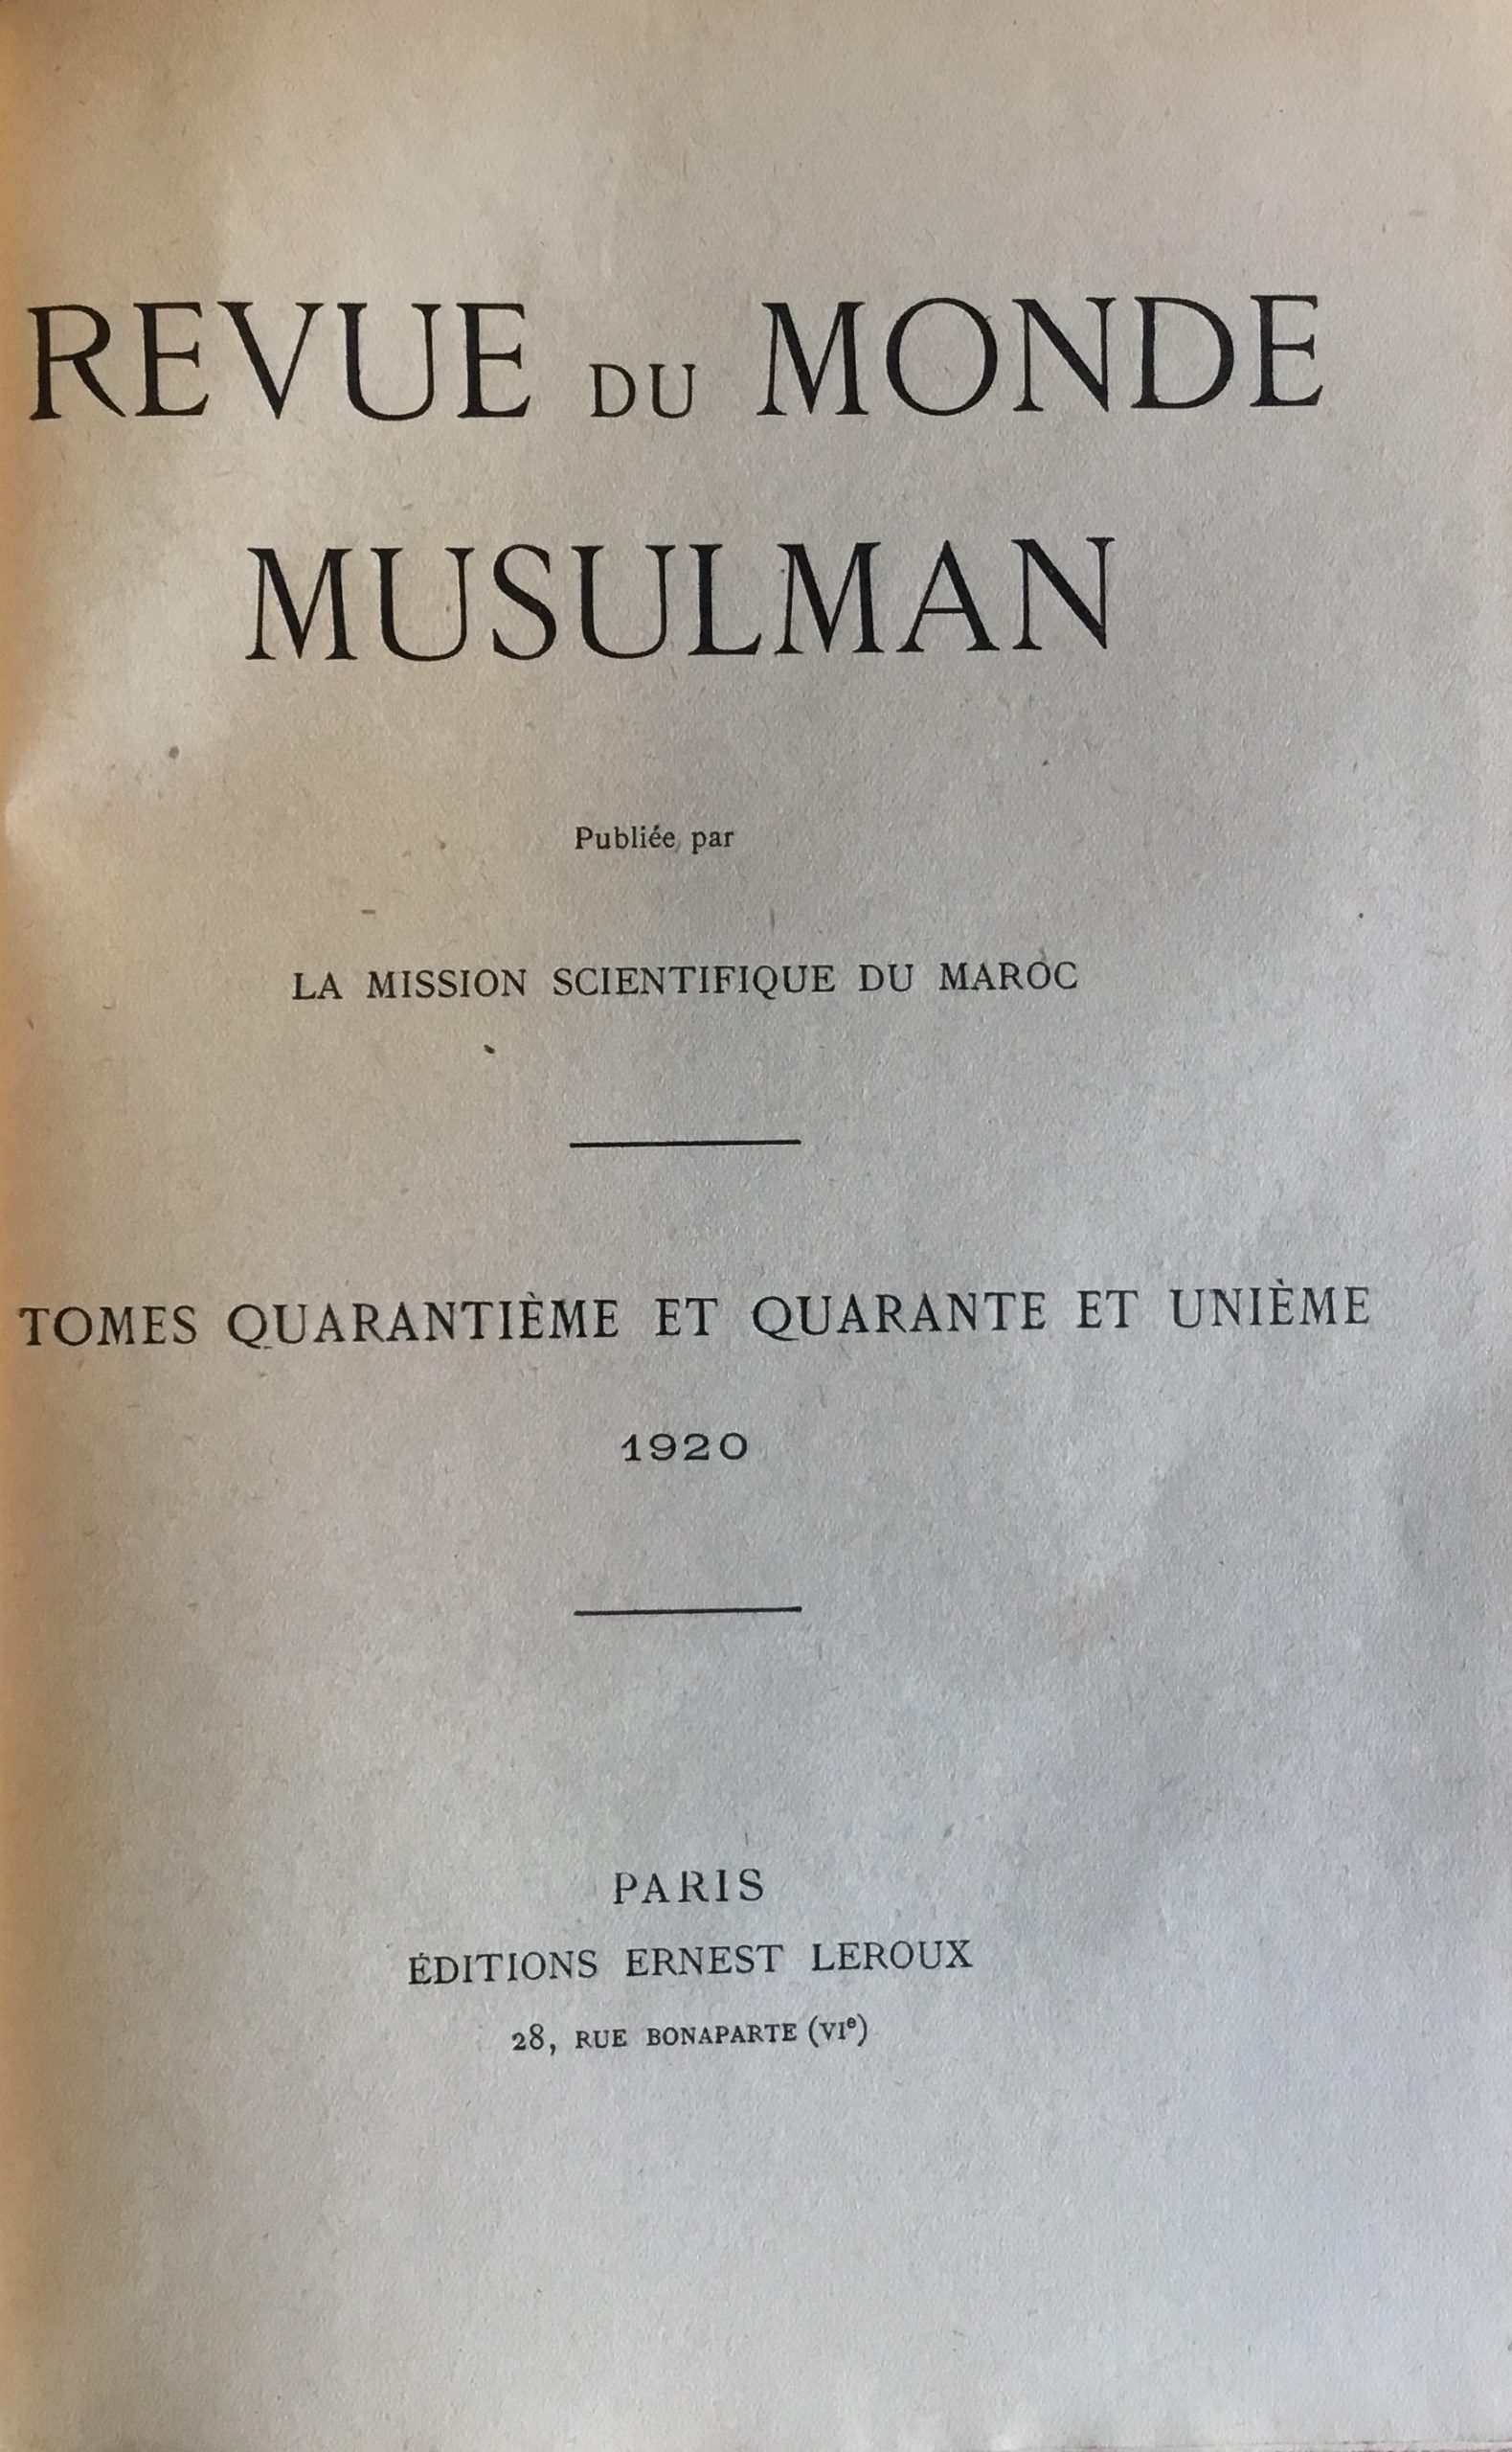 REVUE DU MONDE
MUSULMAN
Publiée par
LA MISSION SCIENTIFIQUE DU MAROC
TOMES QUARANTIÈME ET QUARANTE ET UNIÈME
1920
PARIS
ÉDITIONS ERNEST LEROUX
28, RUE BONAPARTE (VIe)